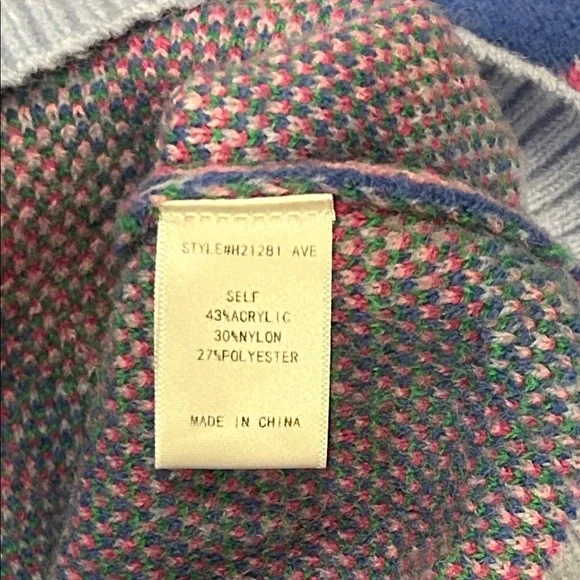 STYLE#H21281 AVE
SELF
43%ACRYLIC
30%NYLON
27%POLYESTER
MADE IN CHINA